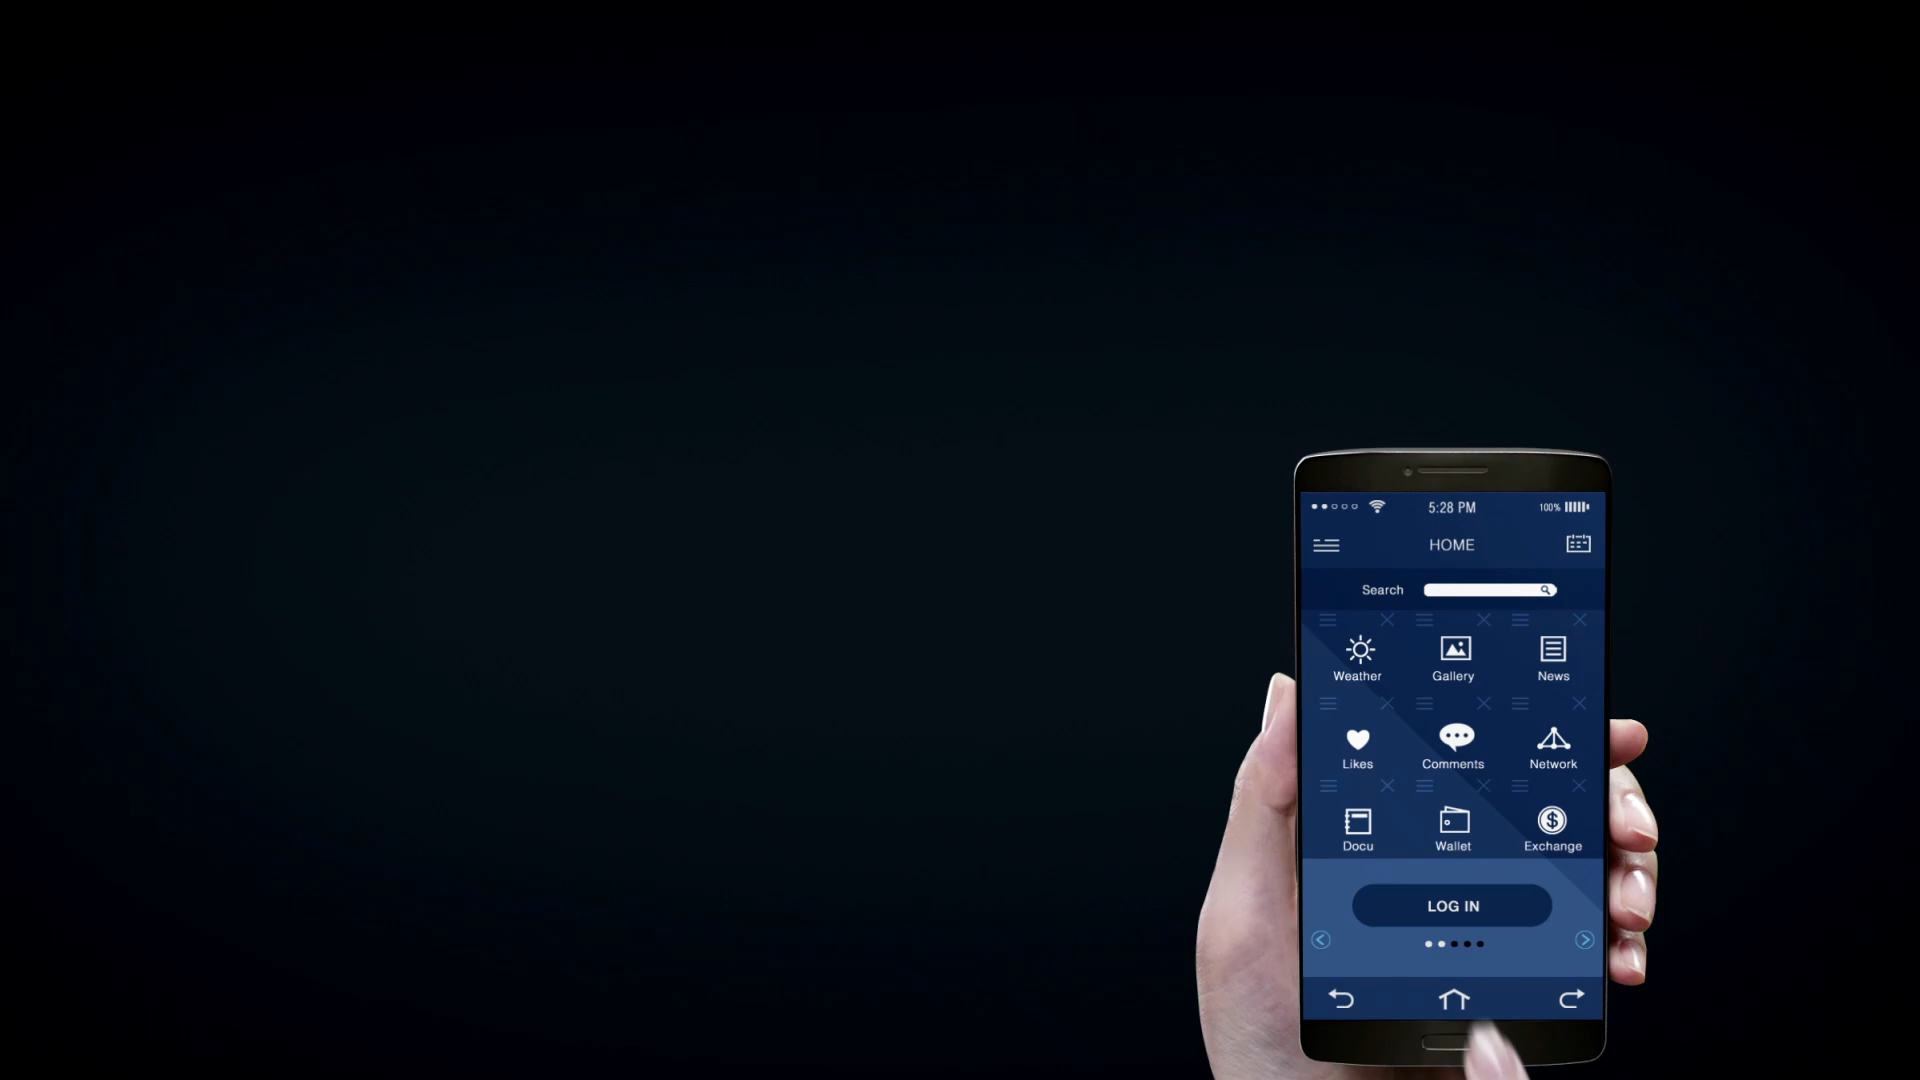 5:28 PM 100%
HOME
Search
Weather Gallery News
Likes Comments Network
Docu Wallet Exchange
LOG IN